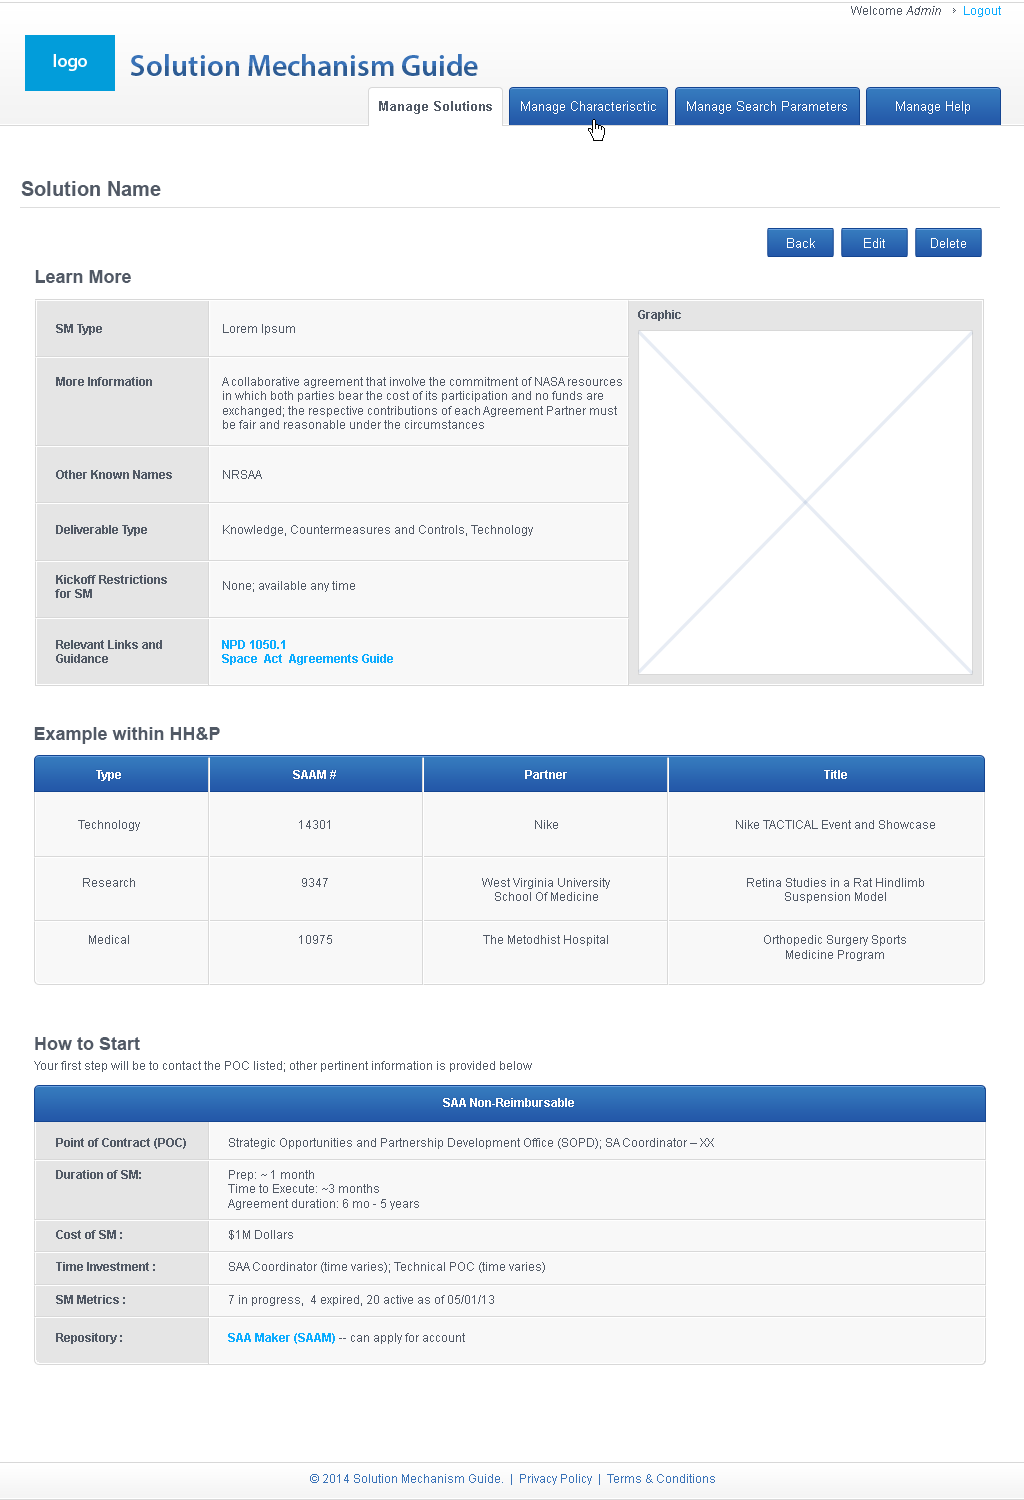 Welcome Admin › Logout
logo
Solution Mechanism Guide
Manage Solutions
Manage Characterisctic
Manage Search Parameters
Manage Help
Solution Name
Back
Edit
Delete
Learn More
SM Type
Lorem Ipsum
Graphic
More Information
A collaborative agreement that involve the commitment of NASA resources
in which both parties bear the cost of its participation and no funds are
exchanged; the respective contributions of each Agreement Partner must
be fair and reasonable under the circumstances
Other Known Names
NRSAA
Deliverable Type
Knowledge, Countermeasures and Controls, Technology
Kickoff Restrictions
for SM
None; available any time
Relevant Links and
Guidance
NPD 1050.1
Space Act Agreements Guide
Example within HH&P
Type
SAAM #
Partner
Title
Technology
14301
Nike
Nike TACTICAL Event and Showcase
Research
9347
West Virginia University
School Of Medicine
Retina Studies in a Rat Hindlimb
Suspension Model
Medical
10975
The Metodhist Hospital
Orthopedic Surgery Sports
Medicine Program
How to Start
Your first step will be to contact the POC listed; other pertinent information is provided below
SAA Non-Reimbursable
Point of Contract (POC)
Strategic Opportunities and Partnership Development Office (SOPD); SA Coordinator – XX
Duration of SM:
Prep: ~ 1 month
Time to Execute: ~3 months
Agreement duration: 6 mo - 5 years
Cost of SM :
$1M Dollars
Time Investment :
SAA Coordinator (time varies); Technical POC (time varies)
SM Metrics :
7 in progress, 4 expired, 20 active as of 05/01/13
Repository :
SAA Maker (SAAM) -- can apply for account
© 2014 Solution Mechanism Guide. | Privacy Policy | Terms & Conditions